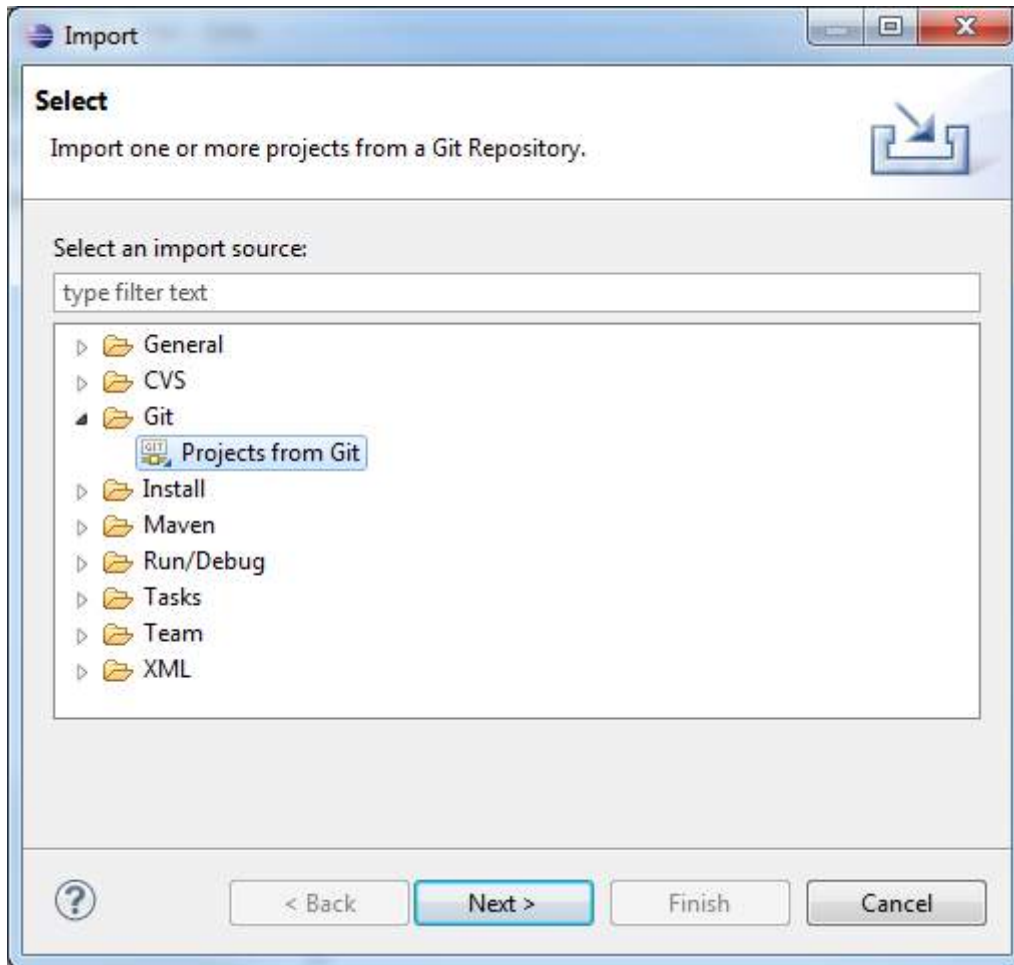 Import
Select
Import one or more projects from a Git Repository.
Select an import source:
type filter text
General
CVS
Git
GIT Projects from Git
Install
Maven
Run/Debug
Tasks
Team
XML
?
< Back Next > Finish Cancel